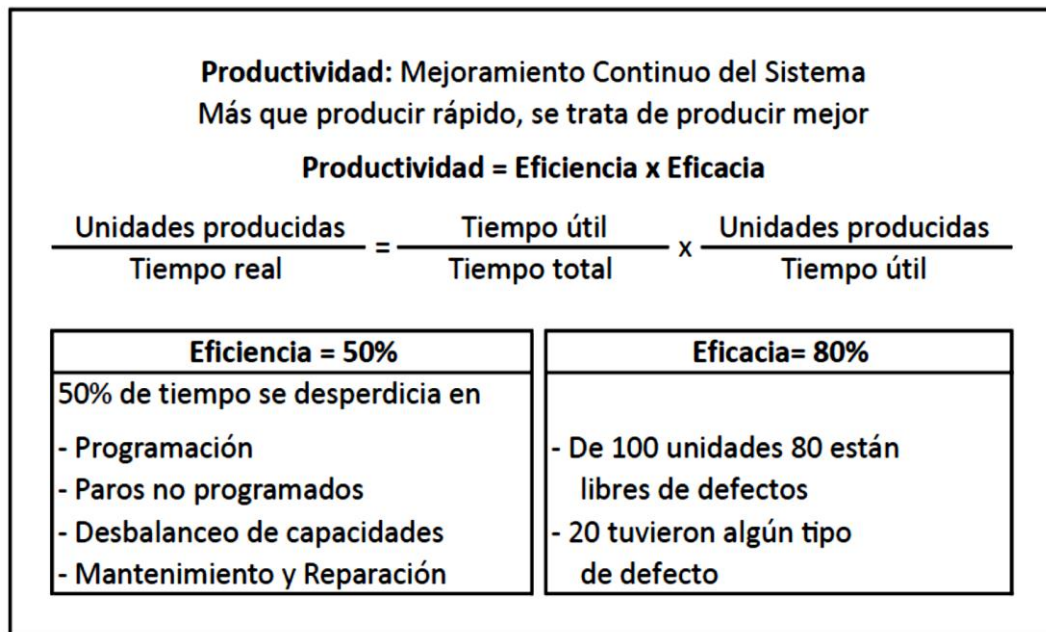 Productividad: Mejoramiento Continuo del Sistema
Más que producir rápido, se trata de producir mejor
Productividad = Eficiencia x Eficacia
Unidades producidas = Tiempo útil x Unidades producidas
Tiempo real Tiempo total Tiempo útil
Eficiencia = 50%
50% de tiempo se desperdicia en
- Programación
- Paros no programados
- Desbalanceo de capacidades
- Mantenimiento y Reparación
Eficacia= 80%
- De 100 unidades 80 están
libres de defectos
- 20 tuvieron algún tipo
de defecto